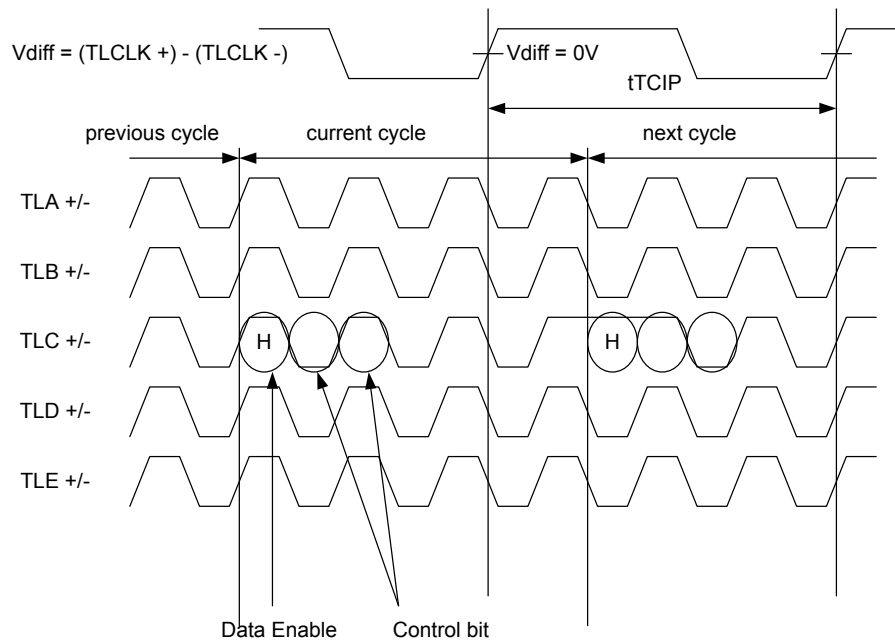 Vdiff = (TLCLK +) - (TLCLK -)
Vdiff = 0V
tTCIP
previous cycle
current cycle
next cycle
TLA +/-
TLB +/-
TLC +/-
H
H
TLD +/-
TLE +/-
Data Enable
Control bit